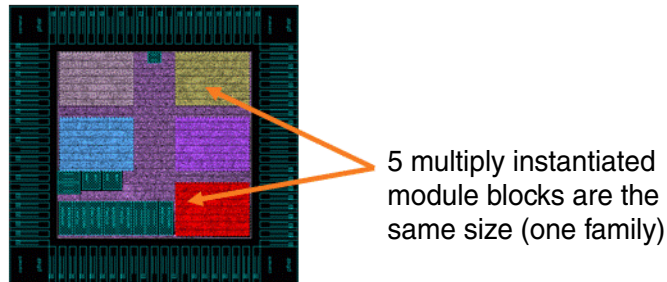 5 multiply instantiated
module blocks are the
same size (one family)